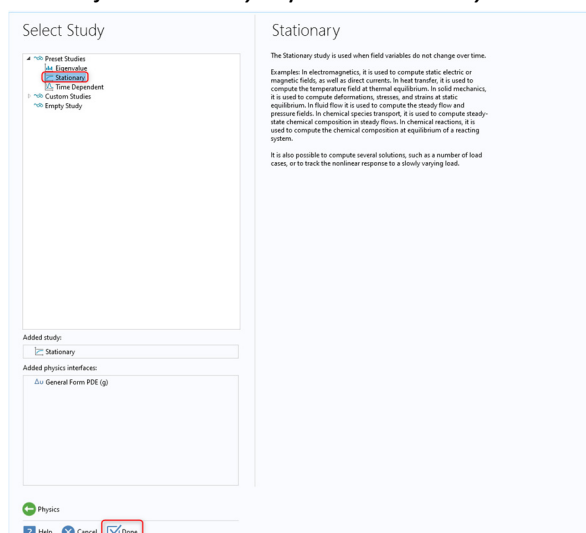 Select Study
Preset Studies
Eigenvalue
Stationary
Time Dependent
Custom Studies
Empty Study
Added study:
Stationary
Added physics interfaces:
Δu General Form PDE (g)
Physics
? Help Cancel Done
Stationary
The Stationary study is used when field variables do not change over time.
Examples: In electromagnetics, it is used to compute static electric or
magnetic fields, as well as direct currents. In heat transfer, it is used to
compute the temperature field at thermal equilibrium. In solid mechanics,
it is used to compute deformations, stresses, and strains at static
equilibrium. In fluid flow it is used to compute the steady flow and
pressure fields. In chemical species transport, it is used to compute steady-
state chemical composition in steady flows. In chemical reactions, it is
used to compute the chemical composition at equilibrium of a reacting
system.
It is also possible to compute several solutions, such as a number of load
cases, or to track the nonlinear response to a slowly varying load.